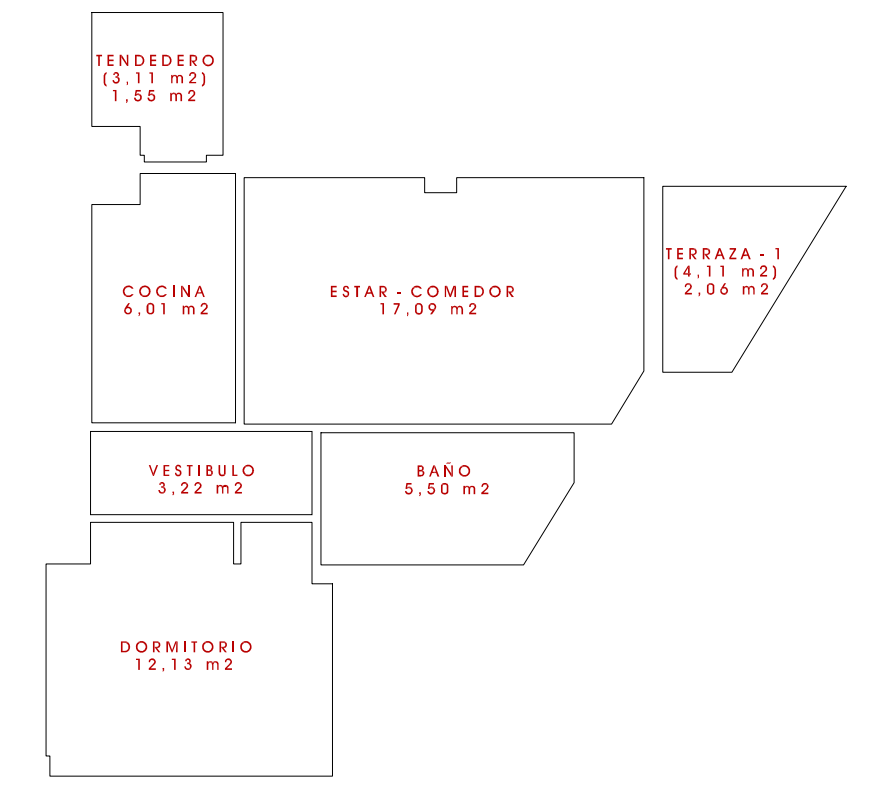 TENDEDERO
(3,11 m2)
1,55 m2
COCINA
6,01 m2
ESTAR - COMEDOR
17,09 m2
TERRAZA - 1
(4,11 m2)
2,06 m2
VESTIBULO
3,22 m2
BAÑO
5,50 m2
DORMITORIO
12,13 m2